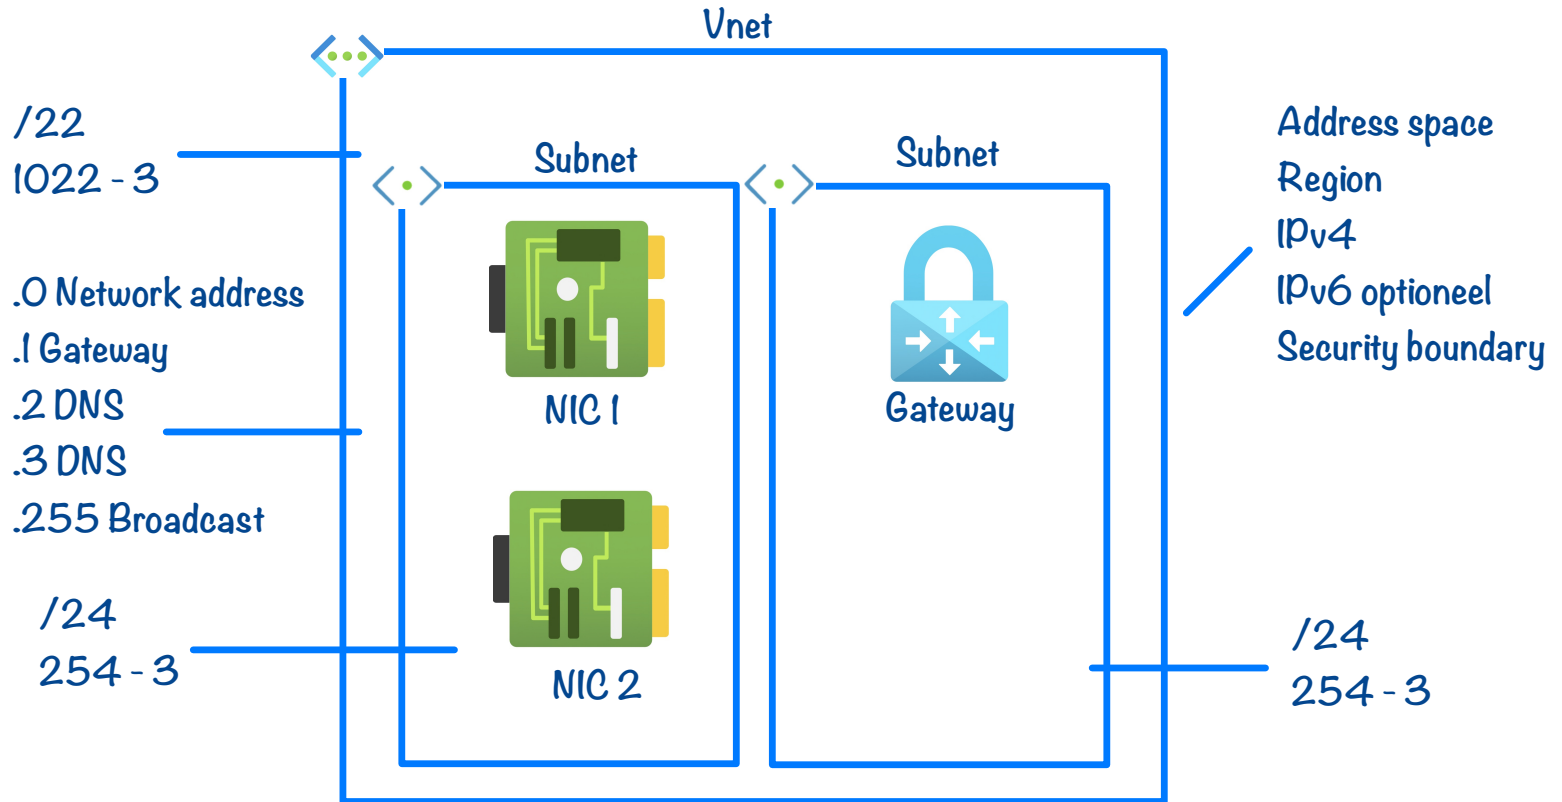 Vnet
/22
1022 - 3
.0 Network address
.1 Gateway
.2 DNS
.3 DNS
.255 Broadcast
/24
254 - 3
Subnet
NIC 1
NIC 2
Subnet
Gateway
Address space
Region
IPv4
IPv6 optioneel
Security boundary
/24
254 - 3